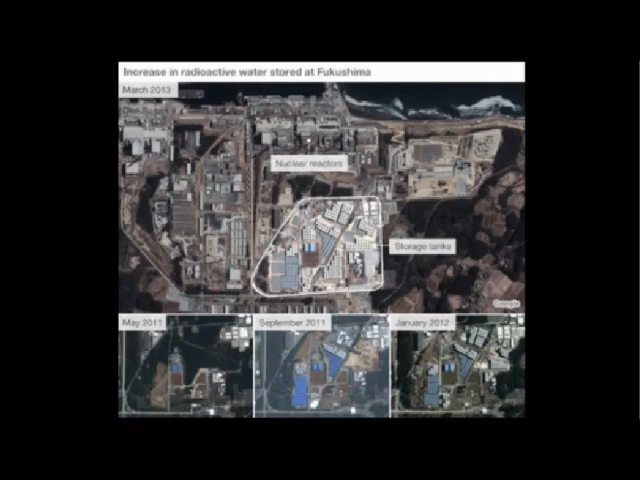 Increase in radioactive water stored at Fukushima
March 2013
Nuclear reactors
Storage tanks
Google
May 2011
September 2011
January 2012